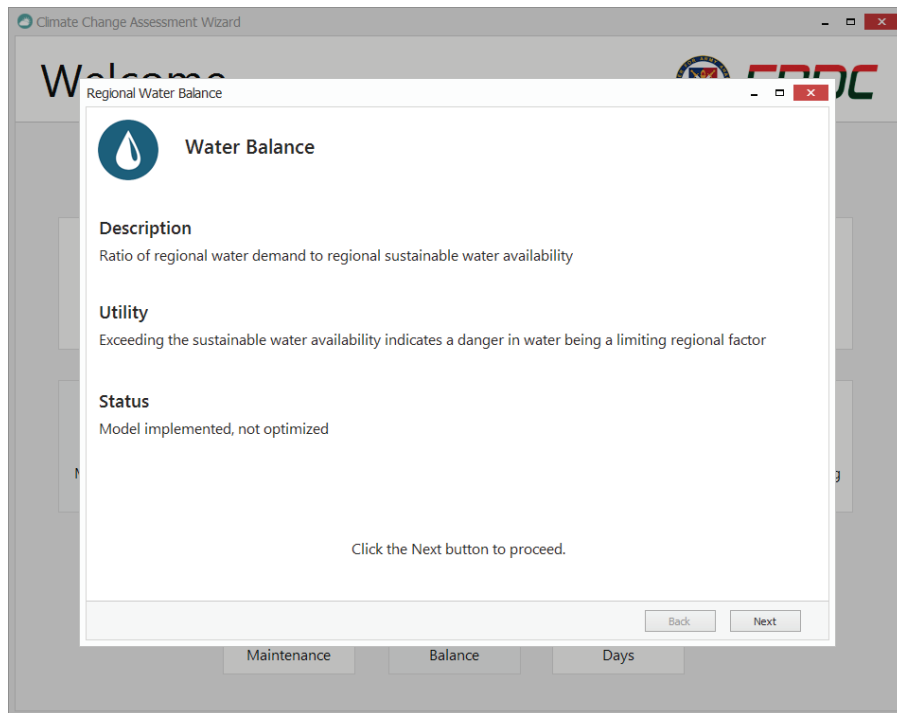 Climate Change Assessment Wizard
Regional Water Balance
Water Balance
Description
Ratio of regional water demand to regional sustainable water availability
Utility
Exceeding the sustainable water availability indicates a danger in water being a limiting regional factor
Status
Model implemented, not optimized
Click the Next button to proceed.
Back Next
Maintenance Balance Days